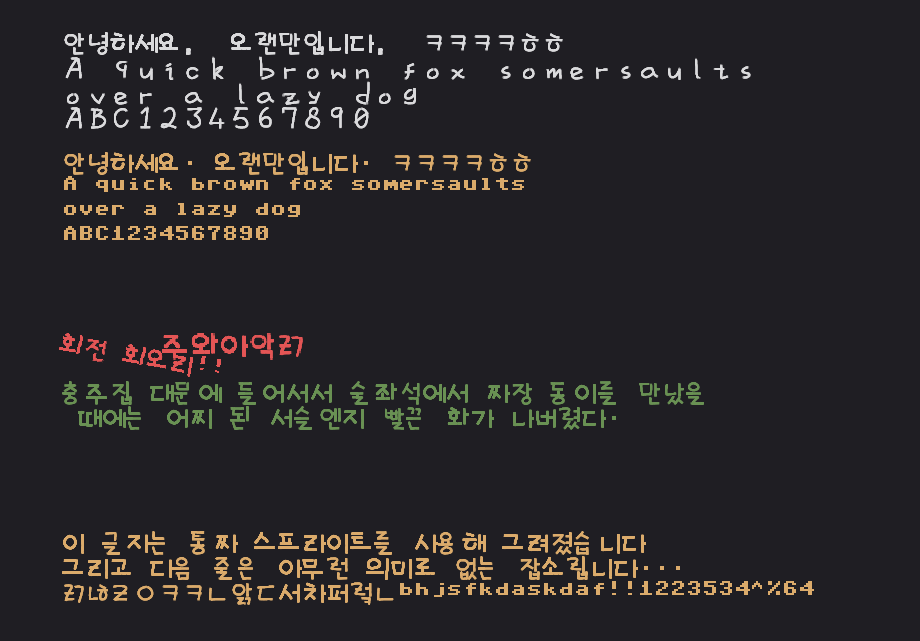 안녕하세요. 오랜만입니다. ㅋㅋㅋㅋㅎㅎ
A quick brown fox somersaults
over a lazy dog
ABC1234567890
안녕하세요. 오랜만입니다. ㅋㅋㅋㅋㅎㅎ
A quick brown fox somersaults
over a lazy dog
ABC1234567890
회전 회오리!!
주와아악ㄹㄱ
충주집 대문에 들어서서 술좌석에서 짜장 동이를 만났을
때에는 어찌 된 서슬엔지 빨끈 화가 나버렸다.
이 글자는 통짜 스프라이트를 사용해 그려졌습니다
그리고 다음 줄은 아무런 의미로 없는 잡소립니다...
ㅇㅋㅋㄴ앍ㄷ서차퍼럭ㄴbhjsfkdaskdaf!!1223534^%64